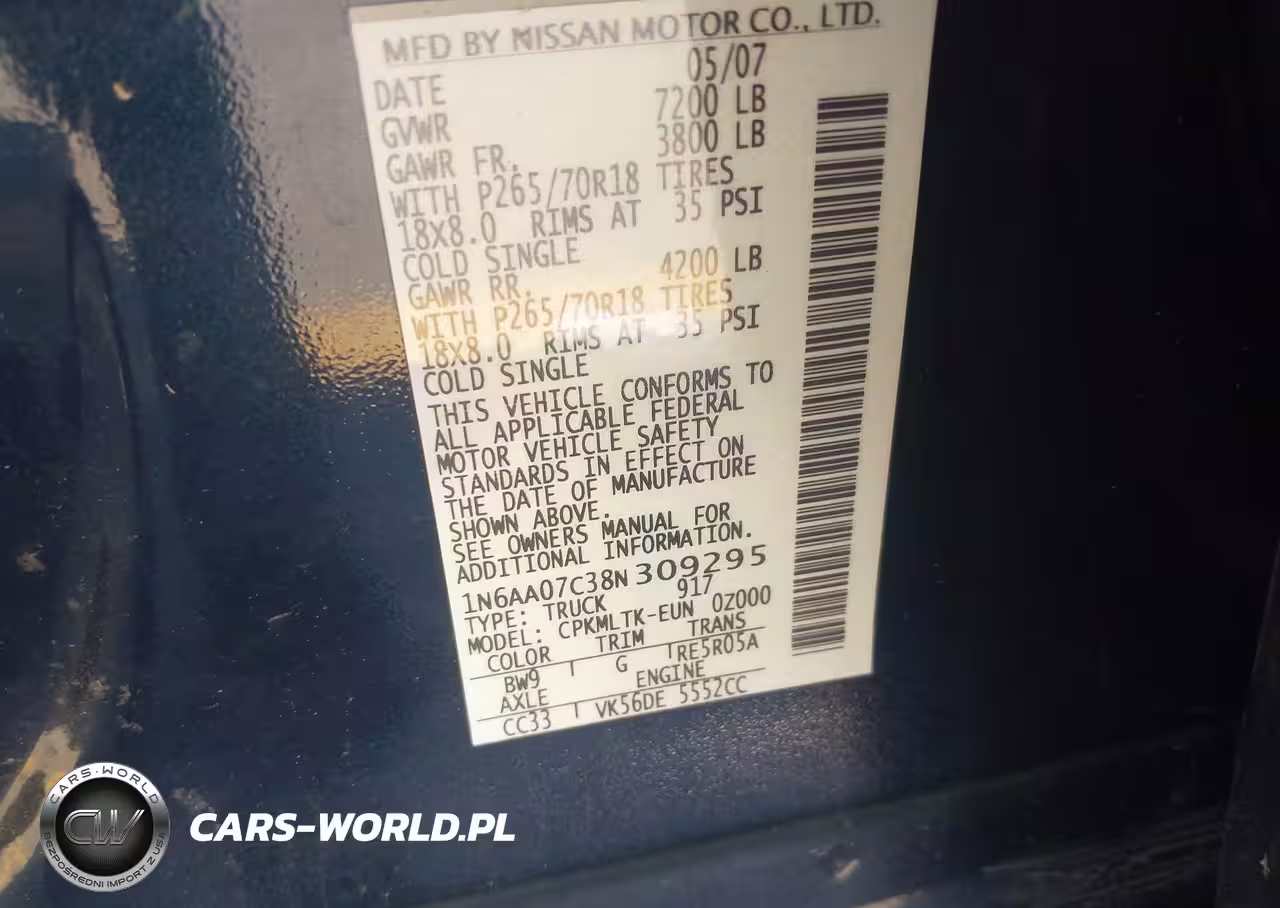 MFD BY NISSAN MOTOR CO., LTD.
DATE 05/07
GVWR 7200 LB
GAWR FR. 3800 LB
WITH P265/70R18 TIRES
18X8.0 RIMS AT 35 PSI
COLD SINGLE
GAWR RR. 4200 LB
WITH P265/70R18 TIRES
18X8.0 RIMS AT 35 PSI
COLD SINGLE
THIS VEHICLE CONFORMS TO
ALL APPLICABLE FEDERAL
MOTOR VEHICLE SAFETY
STANDARDS IN EFFECT ON
THE DATE OF MANUFACTURE
SHOWN ABOVE.
SEE OWNERS MANUAL FOR
ADDITIONAL INFORMATION.
1N6AA07C38N309295
TYPE: TRUCK 917
MODEL: CPKMLTK-EUN 0Z000
COLOR TRIM TRANS
BW9 G RE5R05A
AXLE ENGINE
CC33 VK56DE 5552CC
CARS-WORLD
CW
BEZPOŚREDNI IMPORT Z USA
CARS-WORLD.PL